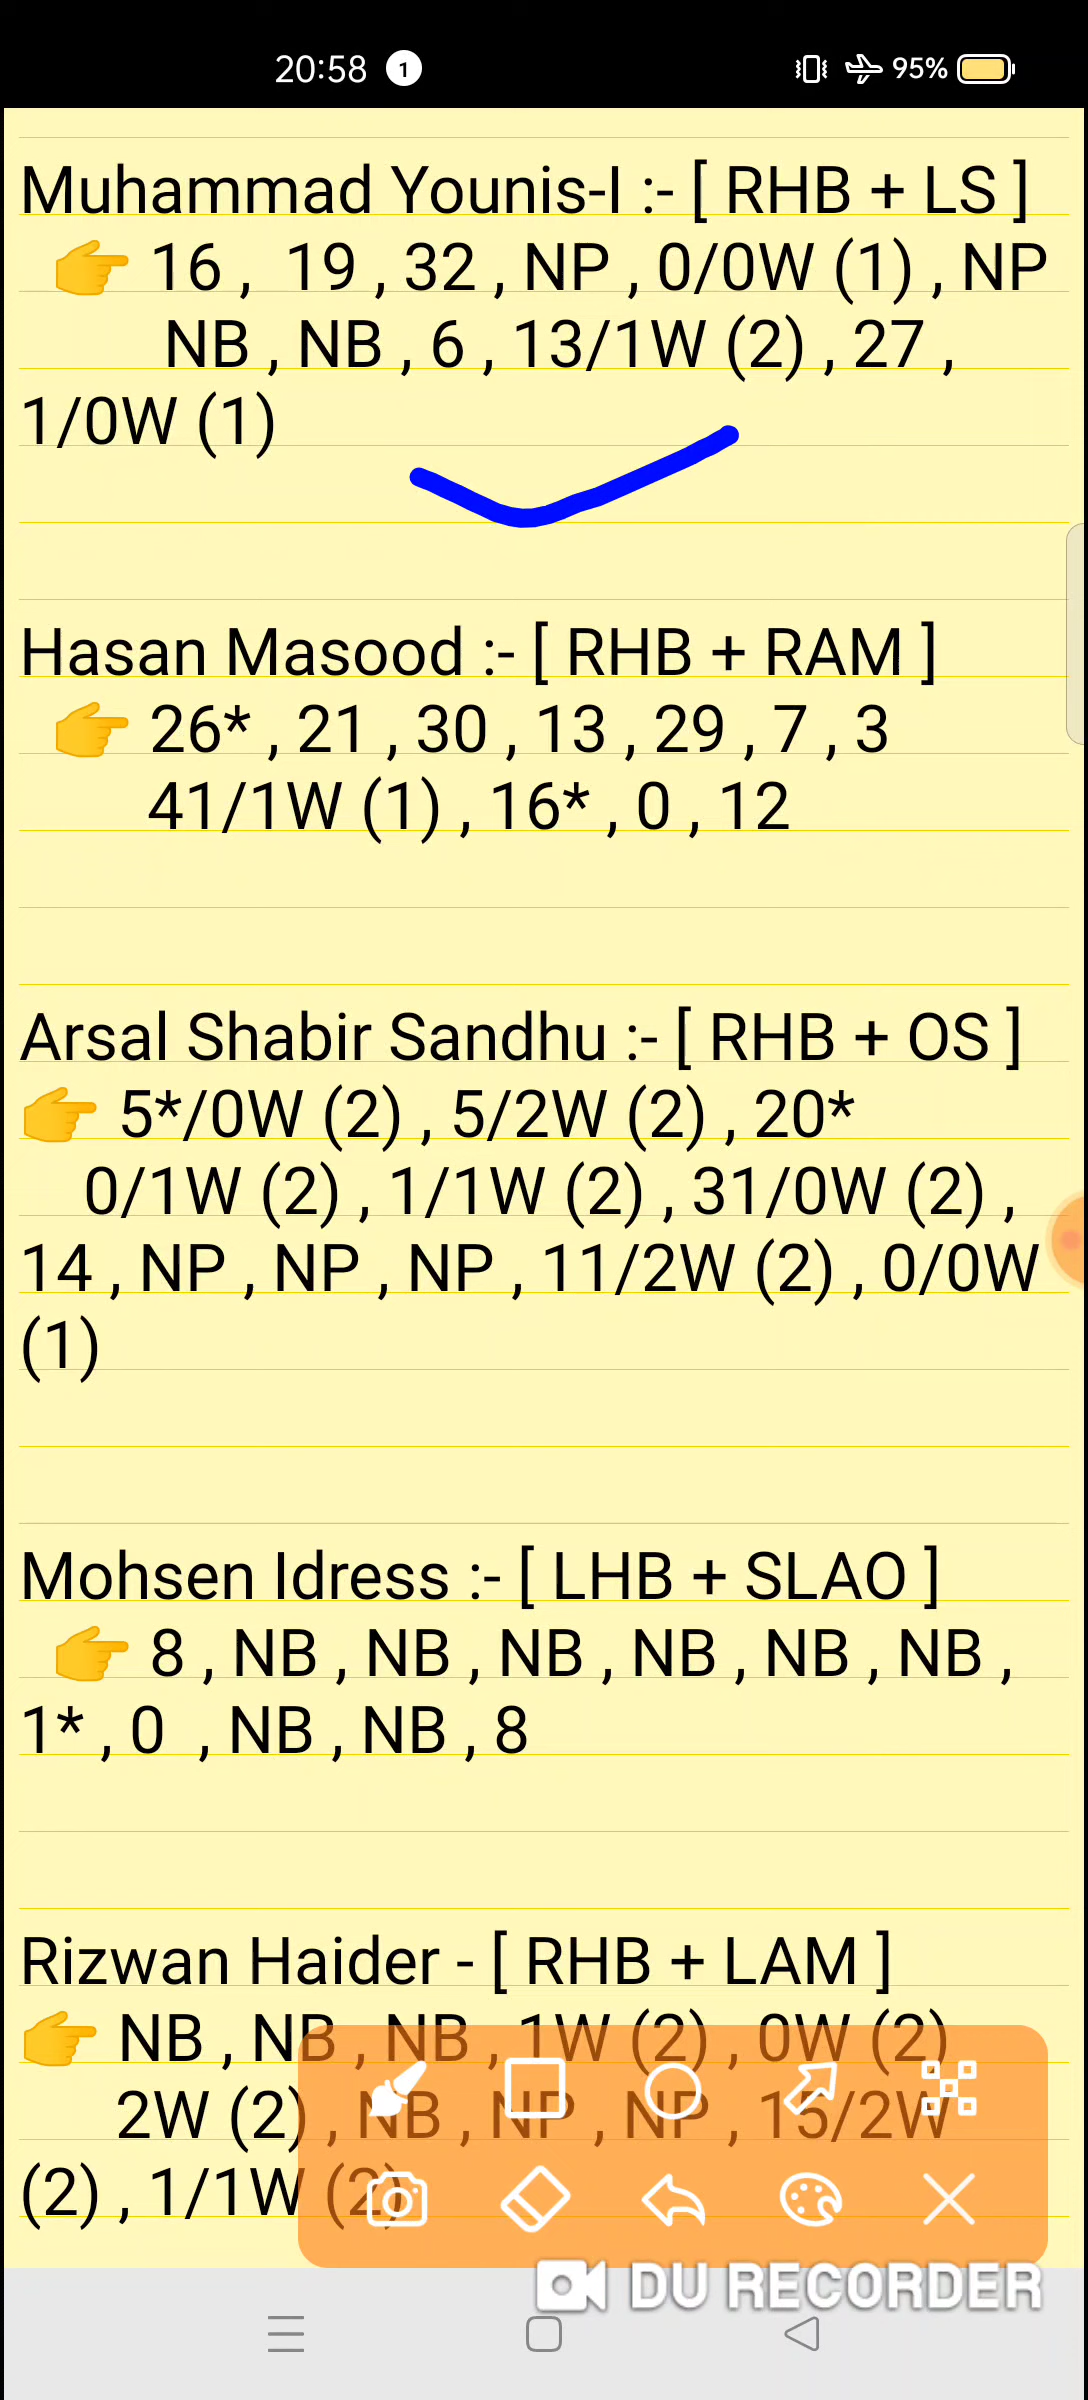 20:58 1 95%
Muhammad Younis-I :- [ RHB + LS ]
👉 16 , 19 , 32 , NP , 0/0W (1) , NP
NB , NB , 6 , 13/1W (2) , 27 ,
1/0W (1)
Hasan Masood :- [ RHB + RAM ]
👉 26* , 21 , 30 , 13 , 29 , 7 , 3
41/1W (1) , 16* , 0 , 12
Arsal Shabir Sandhu :- [ RHB + OS ]
👉 5*/0W (2) , 5/2W (2) , 20*
0/1W (2) , 1/1W (2) , 31/0W (2) ,
14 , NP , NP , NP , 11/2W (2) , 0/0W
(1)
Mohsen Idress :- [ LHB + SLAO ]
👉 8 , NB , NB , NB , NB , NB , NB ,
1* , 0 , NB , NB , 8
Rizwan Haider - [ RHB + LAM ]
👉 NB , NB , NB , 1W (2) , 0W (2)
2W (2) , NB , NP , NP , 15/2W
(2) , 1/1W (2)
DU RECORDER